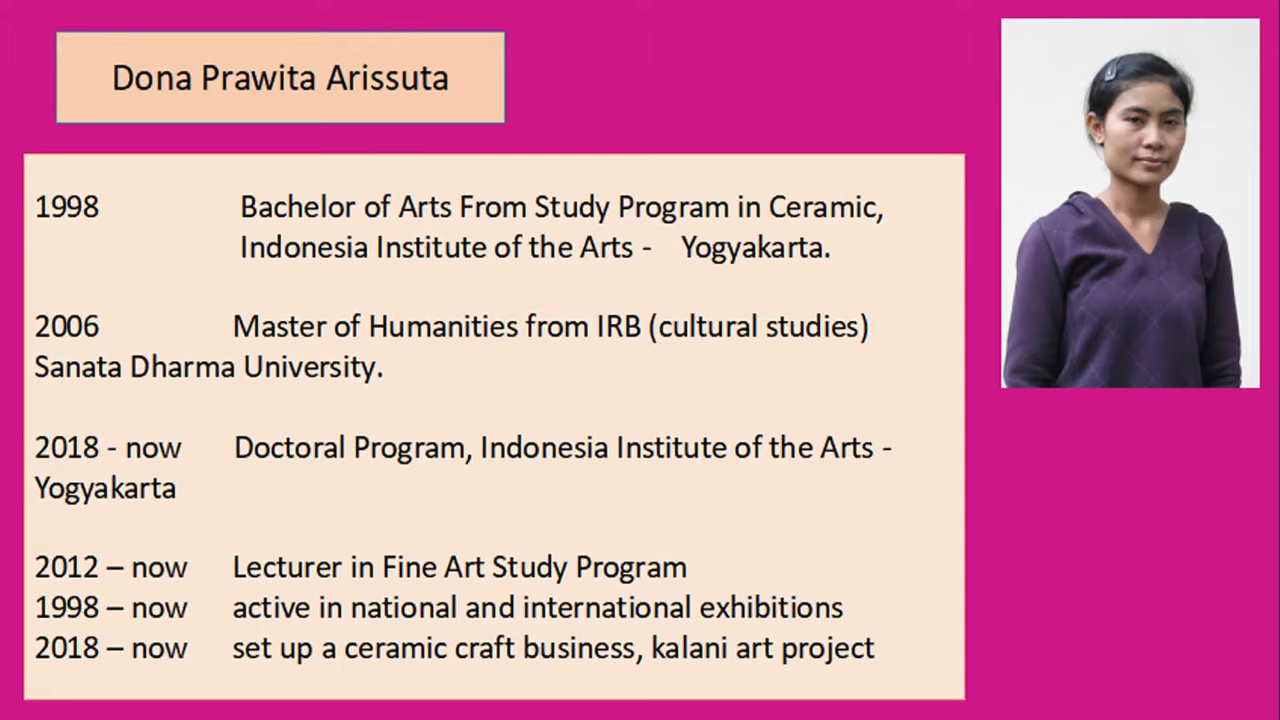 Dona Prawita Arissuta
1998 Bachelor of Arts From Study Program in Ceramic,
Indonesia Institute of the Arts - Yogyakarta.
2006 Master of Humanities from IRB (cultural studies)
Sanata Dharma University.
2018 - now Doctoral Program, Indonesia Institute of the Arts -
Yogyakarta
2012 – now Lecturer in Fine Art Study Program
1998 – now active in national and international exhibitions
2018 – now set up a ceramic craft business, kalani art project